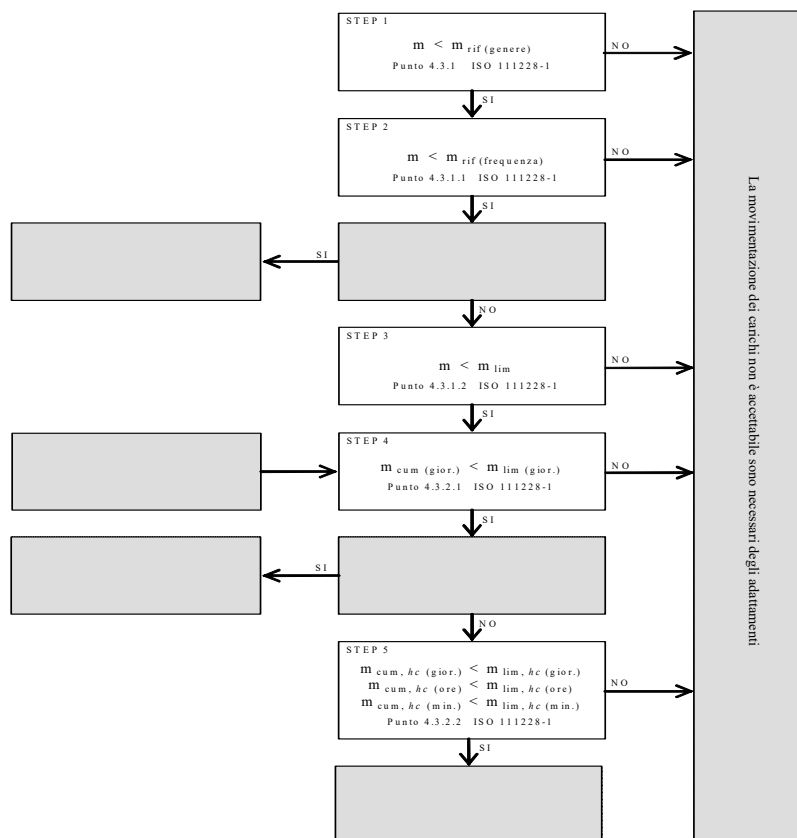 STEP 1
m < m rif (genere)
Punto 4.3.1 ISO 111228-1
NO
SI
STEP 2
m < m rif (frequenza)
Punto 4.3.1.1 ISO 111228-1
NO
SI
SI
NO
STEP 3
m < m lim
Punto 4.3.1.2 ISO 111228-1
NO
SI
STEP 4
m cum (gior.) < m lim (gior.)
Punto 4.3.2.1 ISO 111228-1
NO
SI
SI
NO
STEP 5
m cum, hc (gior.) < m lim, hc (gior.)
m cum, hc (ore) < m lim, hc (ore)
m cum, hc (min.) < m lim, hc (min.)
Punto 4.3.2.2 ISO 111228-1
NO
SI
La movimentazione dei carichi non è accettabile sono necessari degli adattamenti